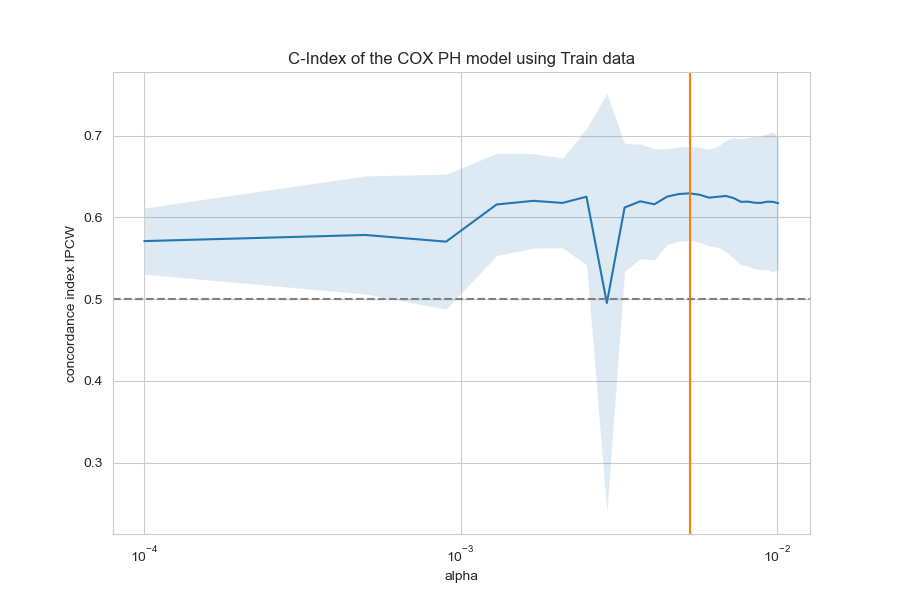 C-Index of the COX PH model using Train data
concordance index IPCW
0.7
0.6
0.5
0.4
0.3
10⁻⁴
10⁻³
10⁻²
alpha